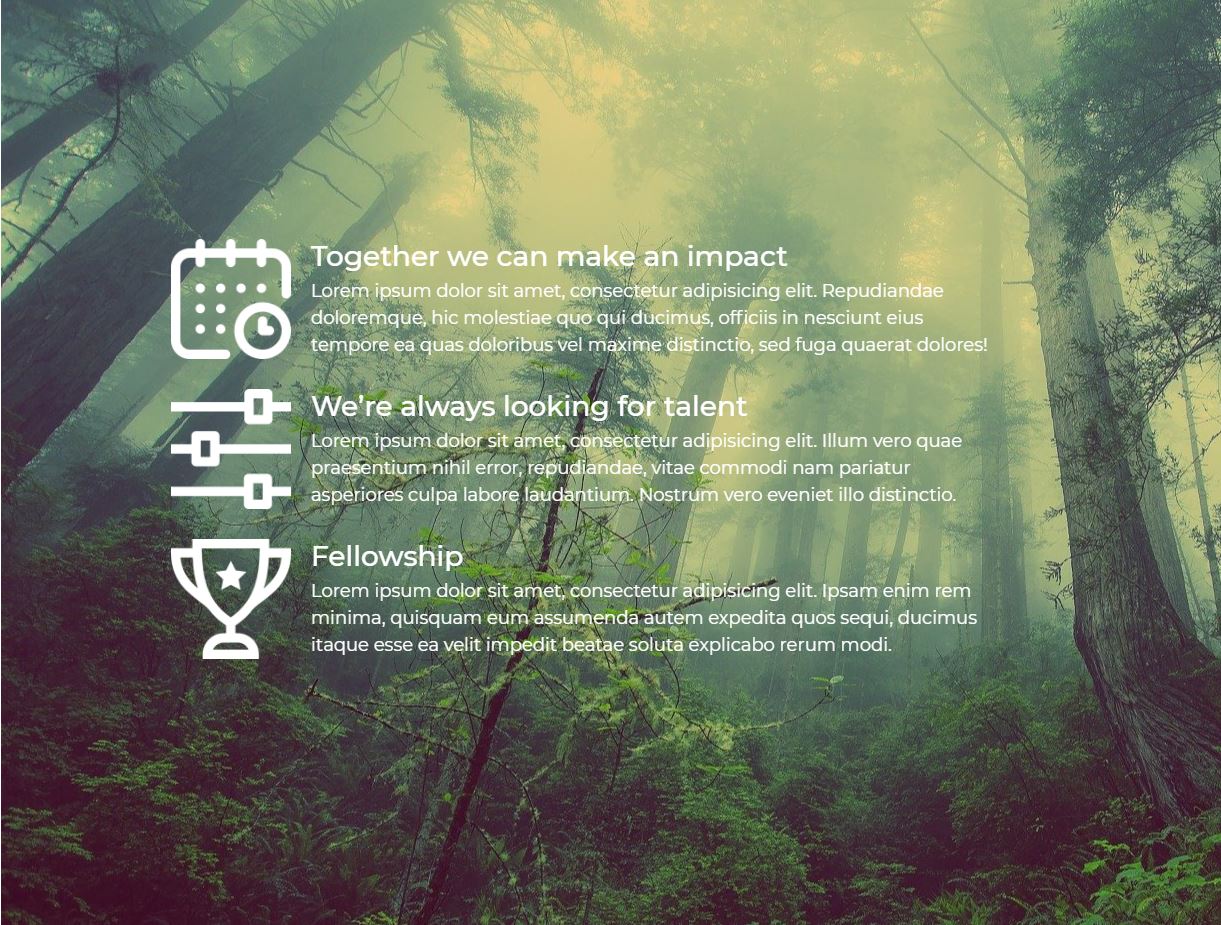 Together we can make an impact
Lorem ipsum dolor sit amet, consectetur adipisicing elit. Repudiandae
doloremque, hic molestiae quo qui ducimus, officiis in nesciunt eius
tempore ea quas doloribus vel maxime distinctio, sed fuga quaerat dolores!
We’re always looking for talent
Lorem ipsum dolor sit amet, consectetur adipisicing elit. Illum vero quae
praesentium nihil error, repudiandae, vitae commodi nam pariatur
asperiores culpa labore laudantium. Nostrum vero eveniet illo distinctio.
Fellowship
Lorem ipsum dolor sit amet, consectetur adipisicing elit. Ipsam enim rem
minima, quisquam eum assumenda autem expedita quos sequi, ducimus
itaque esse ea velit impedit beatae soluta explicabo rerum modi.